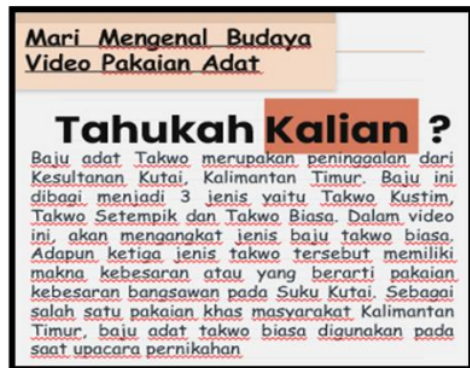 Mari Mengenal Budaya
Video Pakaian Adat
Tahukah Kalian ?
Baju adat Takwo merupakan peninggalan dari
Kesultanan Kutai, Kalimantan Timur. Baju ini
dibagi menjadi 3 jenis yaitu Takwo Kustim,
Takwo Setempik dan Takwo Biasa. Dalam video
ini, akan mengangkat jenis baju takwo biasa.
Adapun ketiga jenis takwo tersebut memiliki
makna kebesaran atau yang berarti pakaian
kebesaran bangsawan pada Suku Kutai. Sebagai
salah satu pakaian khas masyarakat Kalimantan
Timur, baju adat takwo biasa digunakan pada
saat upacara pernikahan